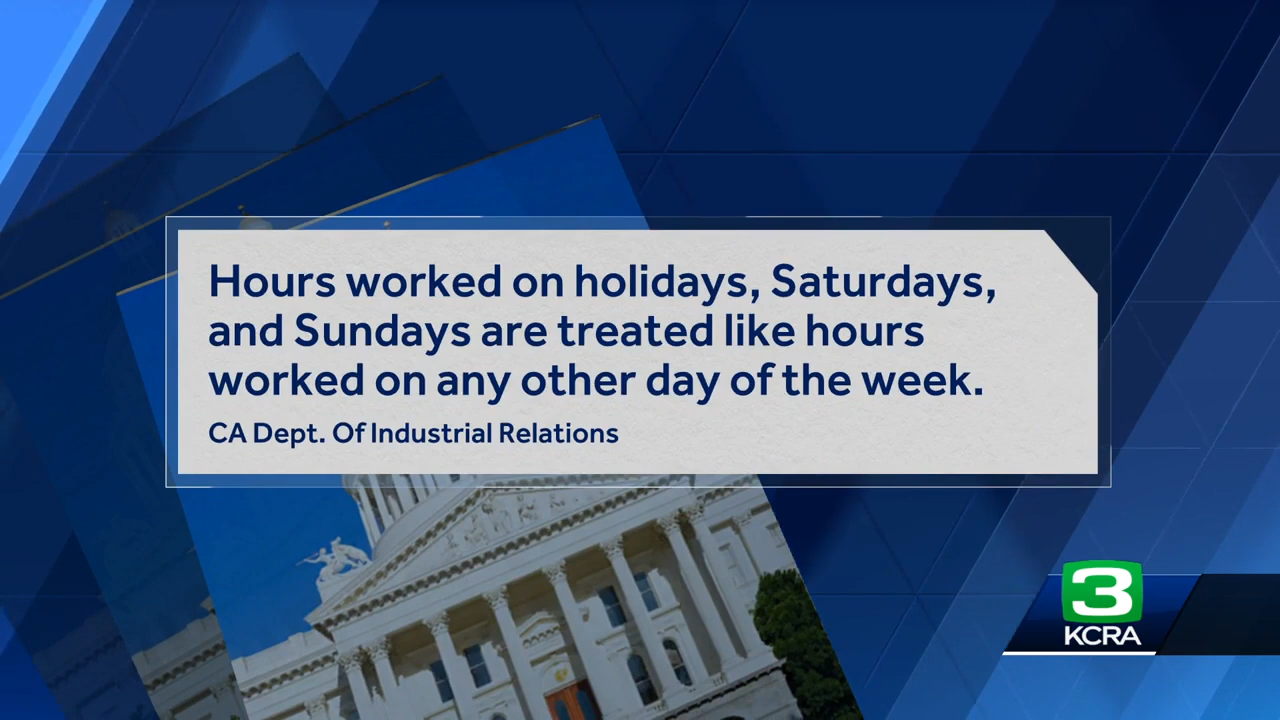 Hours worked on holidays, Saturdays,
and Sundays are treated like hours
worked on any other day of the week.
CA Dept. Of Industrial Relations
3
KCRA